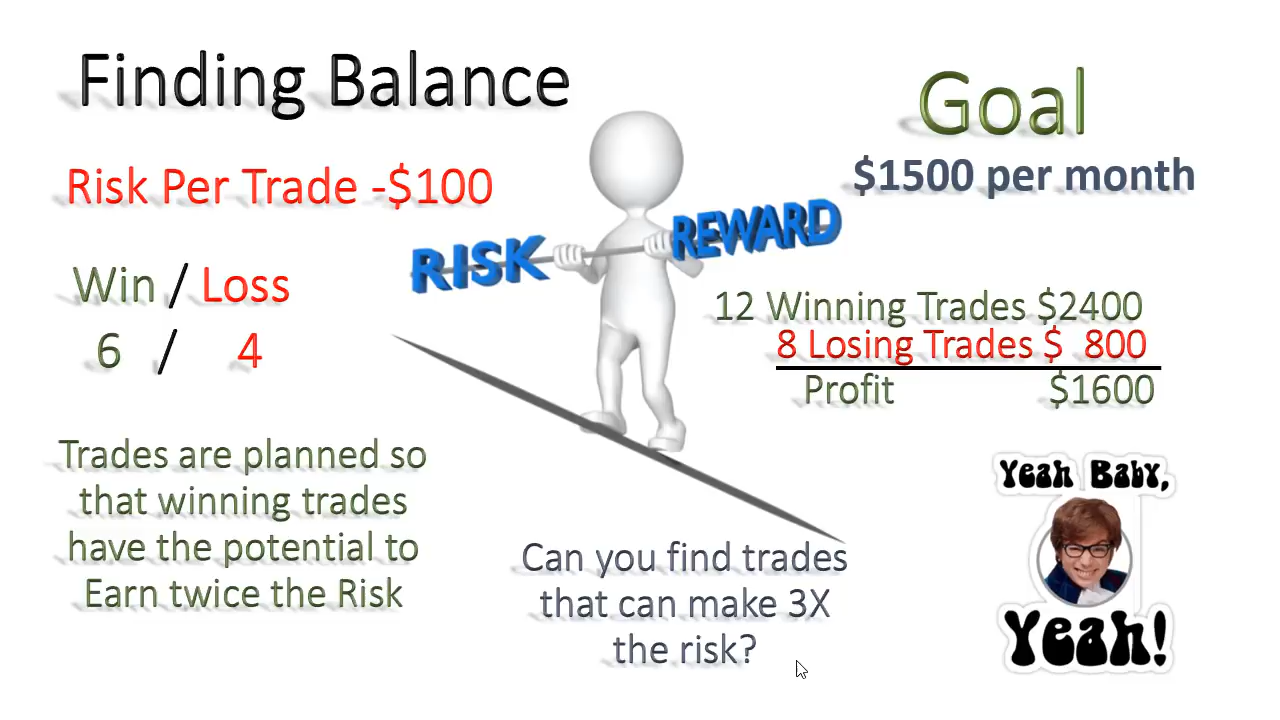 Finding Balance
Goal
$1500 per month
Risk Per Trade -$100
RISK
REWARD
Win / Loss
6 / 4
12 Winning Trades $2400
8 Losing Trades $ 800
Profit $1600
Trades are planned so
that winning trades
have the potential to
Earn twice the Risk
Can you find trades
that can make 3X
the risk?
Yeah Baby,
Yeah!